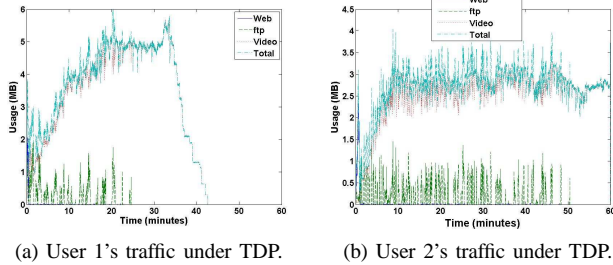 Web
ftp
Video
Total
Usage (MB)
6
5
4
3
2
1
0
0 10 20 30 40 50 60
Time (minutes)
(a) User 1's traffic under TDP.
Web
ftp
Video
Total
Usage (MB)
4.5
4
3.5
3
2.5
2
1.5
1
0.5
0
0 10 20 30 40 50 60
Time (minutes)
(b) User 2's traffic under TDP.